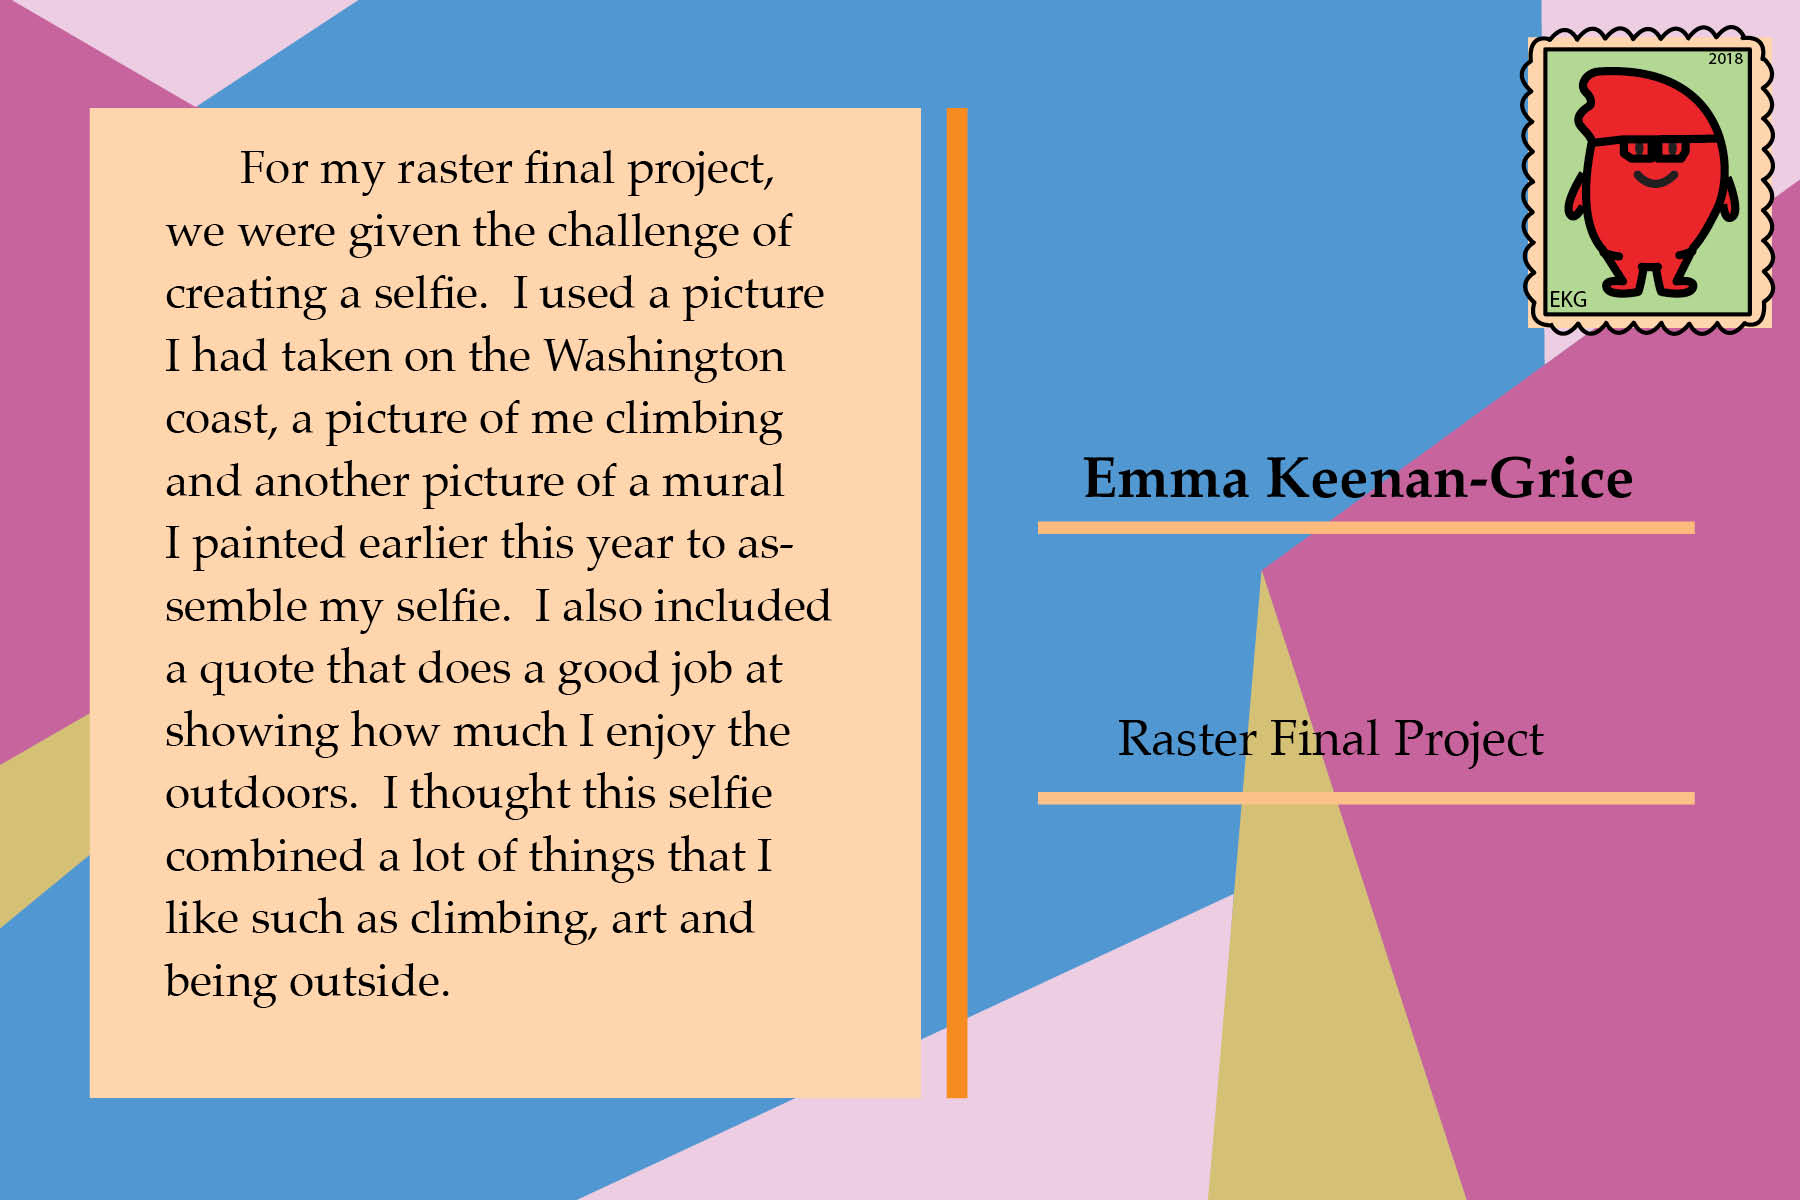 For my raster final project,
we were given the challenge of
creating a selfie.  I used a picture
I had taken on the Washington
coast, a picture of me climbing
and another picture of a mural
I painted earlier this year to as-
semble my selfie.  I also included
a quote that does a good job at
showing how much I enjoy the
outdoors.  I thought this selfie
combined a lot of things that I
like such as climbing, art and
being outside.
2018
EKG
Emma Keenan-Grice
Raster Final Project